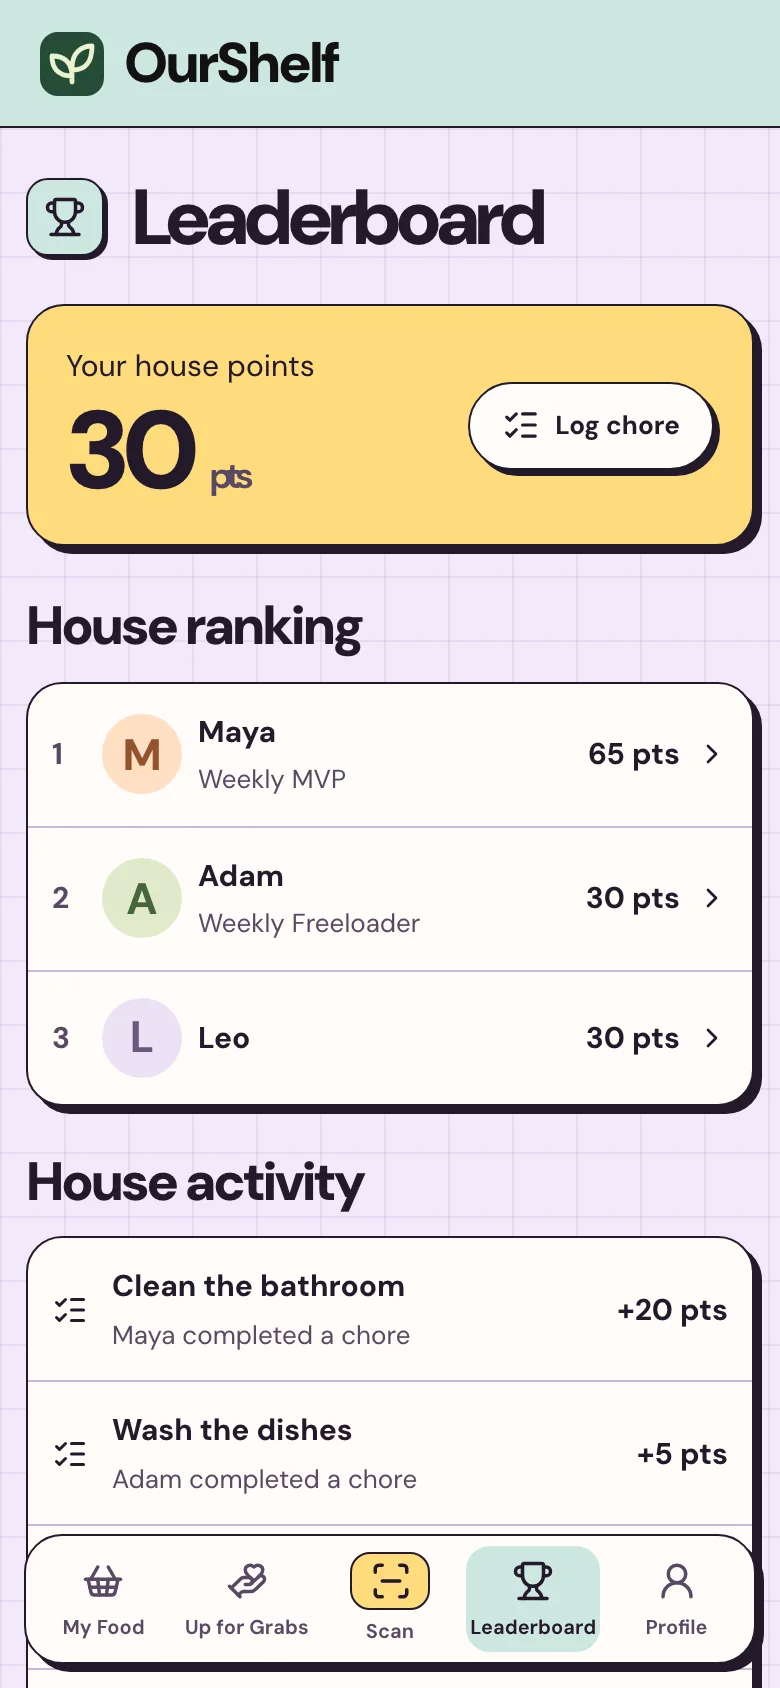 OurShelf
Leaderboard
Your house points
30 pts
Log chore
House ranking
1
M
Maya
Weekly MVP
65 pts
2
A
Adam
Weekly Freeloader
30 pts
3
L
Leo
30 pts
House activity
Clean the bathroom
Maya completed a chore
+20 pts
Wash the dishes
Adam completed a chore
+5 pts
My Food
Up for Grabs
Scan
Leaderboard
Profile